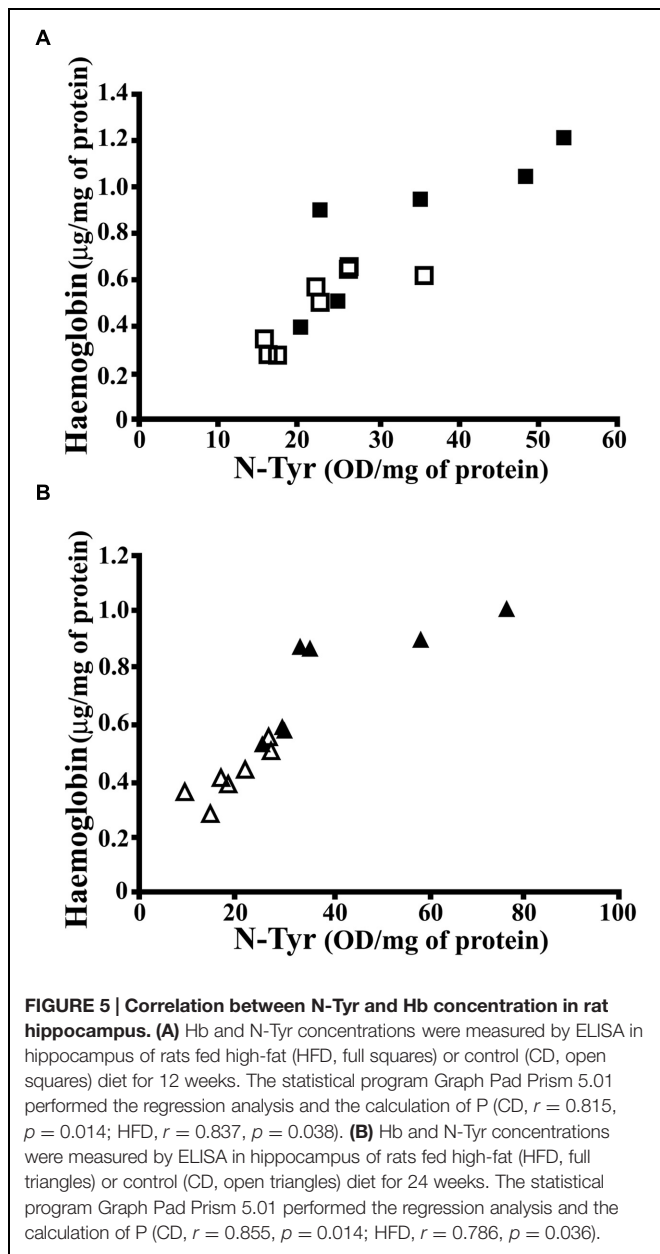 A
Haemoglobin(μg/mg of protein)
1.4
1.2
1.0
0.8
0.6
0.4
0.2
0
0 10 20 30 40 50 60
N-Tyr (OD/mg of protein)
B
Haemoglobin(μg/mg of protein)
1.2
1.0
0.8
0.6
0.4
0.2
0
0 20 40 60 80 100
N-Tyr (OD/mg of protein)
FIGURE 5 | Correlation between N-Tyr and Hb concentration in rat
hippocampus. (A) Hb and N-Tyr concentrations were measured by ELISA in
hippocampus of rats fed high-fat (HFD, full squares) or control (CD, open
squares) diet for 12 weeks. The statistical program Graph Pad Prism 5.01
performed the regression analysis and the calculation of P (CD, r = 0.815,
p = 0.014; HFD, r = 0.837, p = 0.038). (B) Hb and N-Tyr concentrations
were measured by ELISA in hippocampus of rats fed high-fat (HFD, full
triangles) or control (CD, open triangles) diet for 24 weeks. The statistical
program Graph Pad Prism 5.01 performed the regression analysis and the
calculation of P (CD, r = 0.855, p = 0.014; HFD, r = 0.786, p = 0.036).